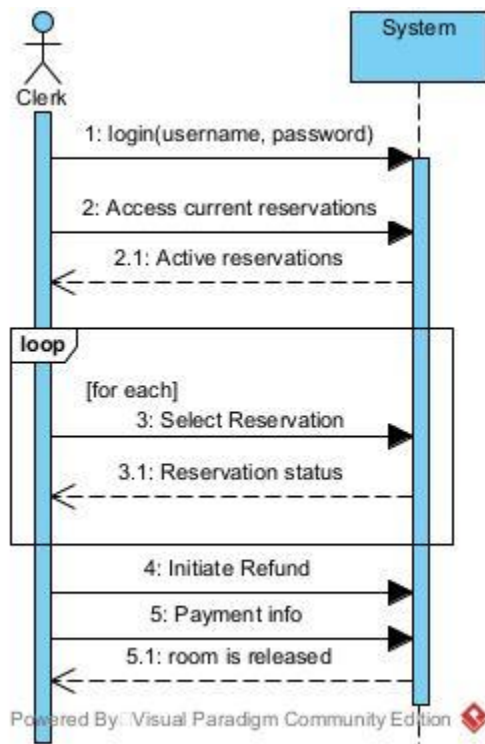 System
Clerk
1: login(username, password)
2: Access current reservations
2.1: Active reservations
loop
[for each]
3: Select Reservation
3.1: Reservation status
4: Initiate Refund
5: Payment info
5.1: room is released
Powered By: Visual Paradigm Community Edition